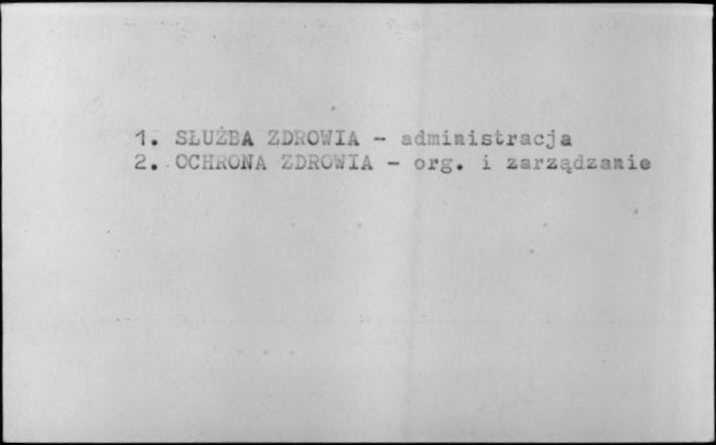 1. SŁUŻBA ZDROWIA - administracja
2. OCHRONA ZDROWIA - org. i zarządzanie